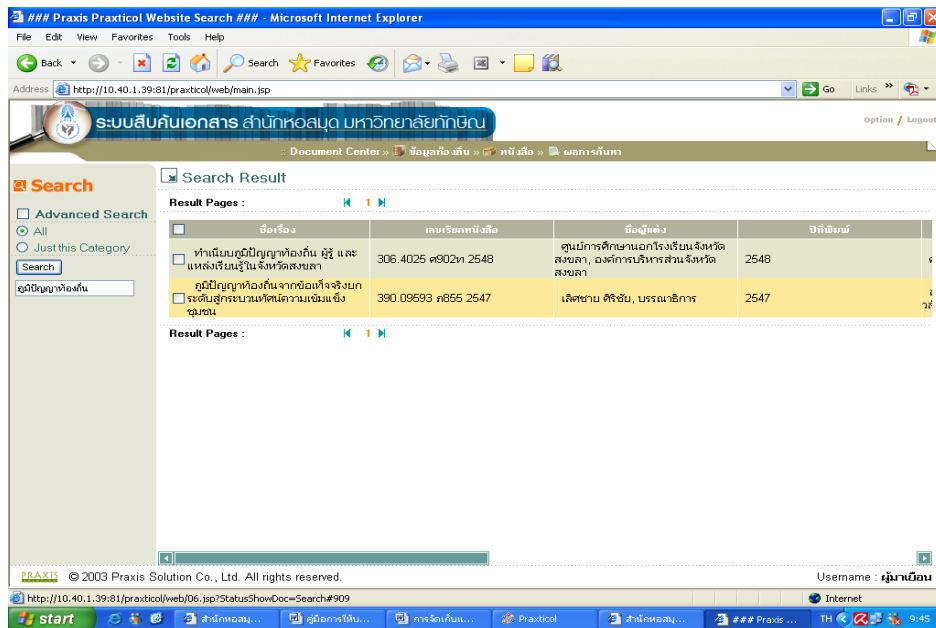 ### Praxis Praxticol Website Search ### - Microsoft Internet Explorer
File Edit View Favorites Tools Help
Back Search Favorites
Address http://10.40.1.39:81/praxticol/web/main.jsp Go Links »
ระบบสืบค้นเอกสาร สำนักหอสมุด มหาวิทยาลัยทักษิณ
Option / Logout
Document Center » ข้อมูลท้องถิ่น » หนังสือ » ผลการค้นหา
Search
Advanced Search
All
Just this Category
Search
ภูมิปัญญาท้องถิ่น
Search Result
Result Pages : 1
ชื่อเรื่อง เลขเรียกหนังสือ ชื่อผู้แต่ง ปีที่พิมพ์
ทำเนียบภูมิปัญญาท้องถิ่น ผู้รู้ และ
แหล่งเรียนรู้ในจังหวัดสงขลา
306.4025 ศ902ท 2548
ศูนย์การศึกษานอกโรงเรียนจังหวัด
สงขลา, องค์การบริหารส่วนจังหวัด
สงขลา
2548
ภูมิปัญญาท้องถิ่นจากข้อเท็จจริงยก
ระดับสู่กระบวนทัศน์ความเข้มแข็ง
ชุมชน
390.09593 ภ855 2547
เลิศชาย ศิริชัย, บรรณาธิการ
2547
Result Pages : 1
PRAXIS © 2003 Praxis Solution Co., Ltd. All rights reserved.
Username : ผู้มาเยือน
http://10.40.1.39:81/praxticol/web/06.jsp?StatusShowDoc=Search#909 Internet
start สำนักหอสมุ... คู่มือการให้บ... การจัดเก็บแ... Praxticol สำนักหอสมุ... ### Praxis ... TH 9:45